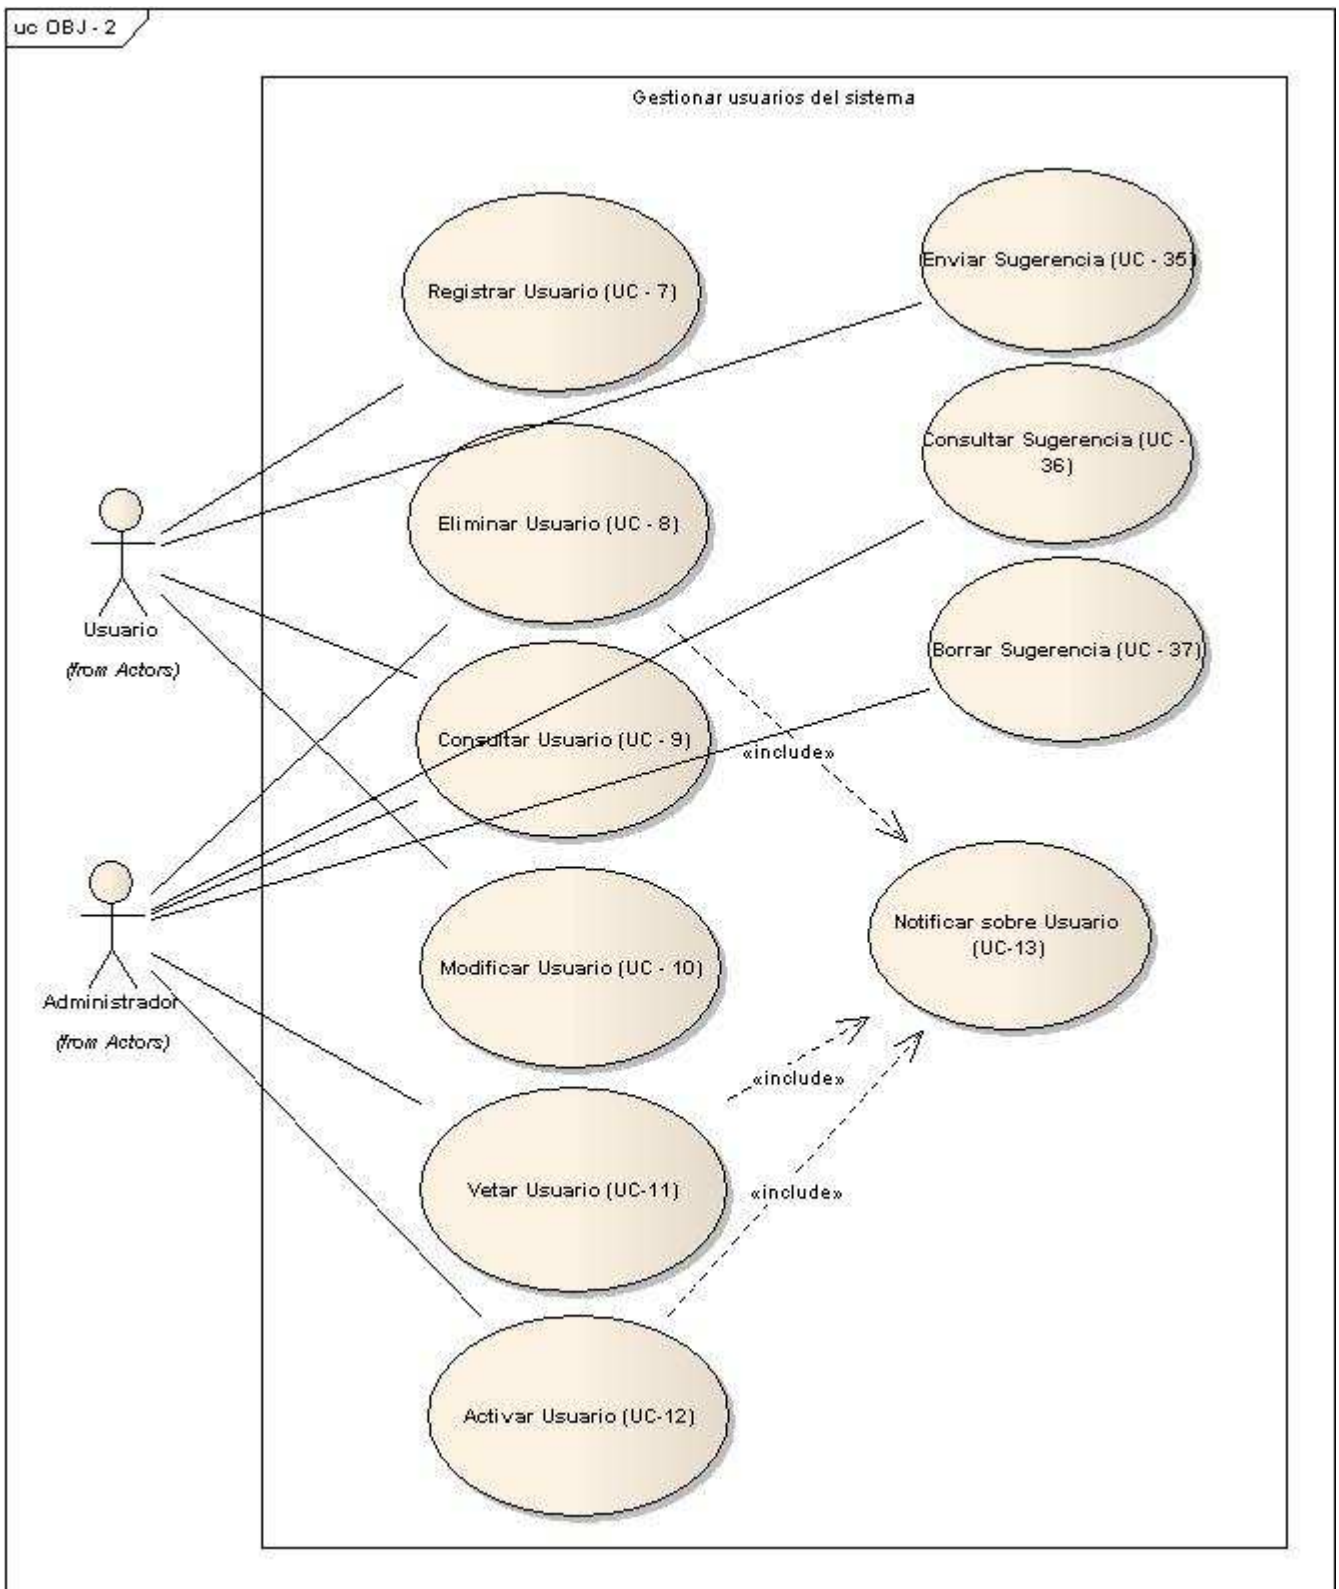 uc OBJ - 2
Gestionar usuarios del sistema
Registrar Usuario (UC - 7)
Enviar Sugerencia (UC - 35)
Eliminar Usuario (UC - 8)
Consultar Sugerencia (UC -
36)
Usuario
(from Actors)
Borrar Sugerencia (UC - 37)
Consultar Usuario (UC - 9)
«include»
Administrador
(from Actors)
Modificar Usuario (UC - 10)
Notificar sobre Usuario
(UC-13)
«include»
Vetar Usuario (UC-11)
«include»
Activar Usuario (UC-12)